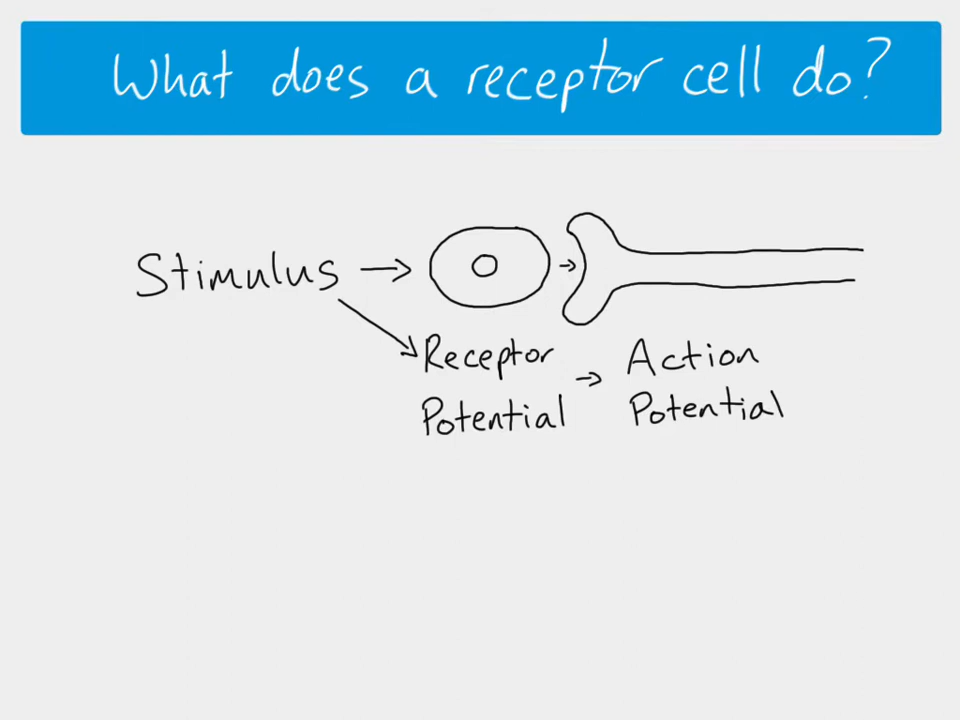 What does a receptor cell do?
Stimulus
Receptor
Potential
Action
Potential